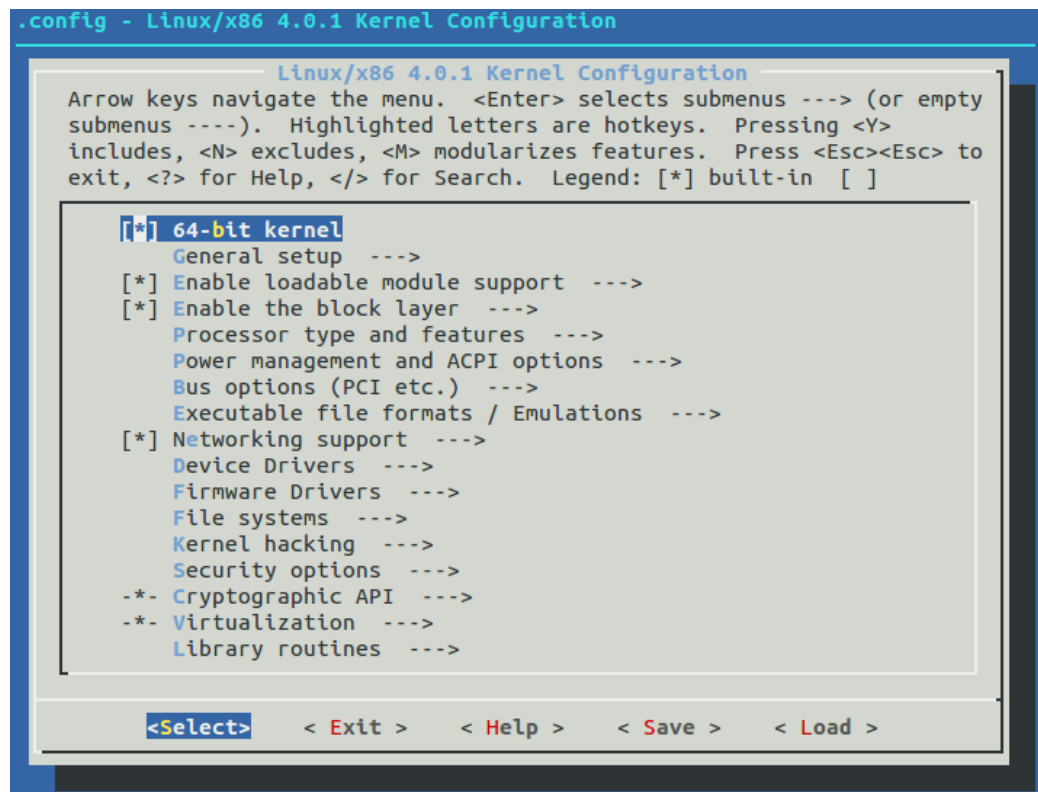 .config - Linux/x86 4.0.1 Kernel Configuration
Linux/x86 4.0.1 Kernel Configuration
Arrow keys navigate the menu.  <Enter> selects submenus ---> (or empty
submenus ----).  Highlighted letters are hotkeys.  Pressing <Y>
includes, <N> excludes, <M> modularizes features.  Press <Esc><Esc> to
exit, <?> for Help, </> for Search.  Legend: [*] built-in  [ ]
[*] 64-bit kernel
General setup  --->
[*] Enable loadable module support  --->
[*] Enable the block layer  --->
Processor type and features  --->
Power management and ACPI options  --->
Bus options (PCI etc.)  --->
Executable file formats / Emulations  --->
[*] Networking support  --->
Device Drivers  --->
Firmware Drivers  --->
File systems  --->
Kernel hacking  --->
Security options  --->
-*- Cryptographic API  --->
-*- Virtualization  --->
Library routines  --->
<Select>    < Exit >    < Help >    < Save >    < Load >